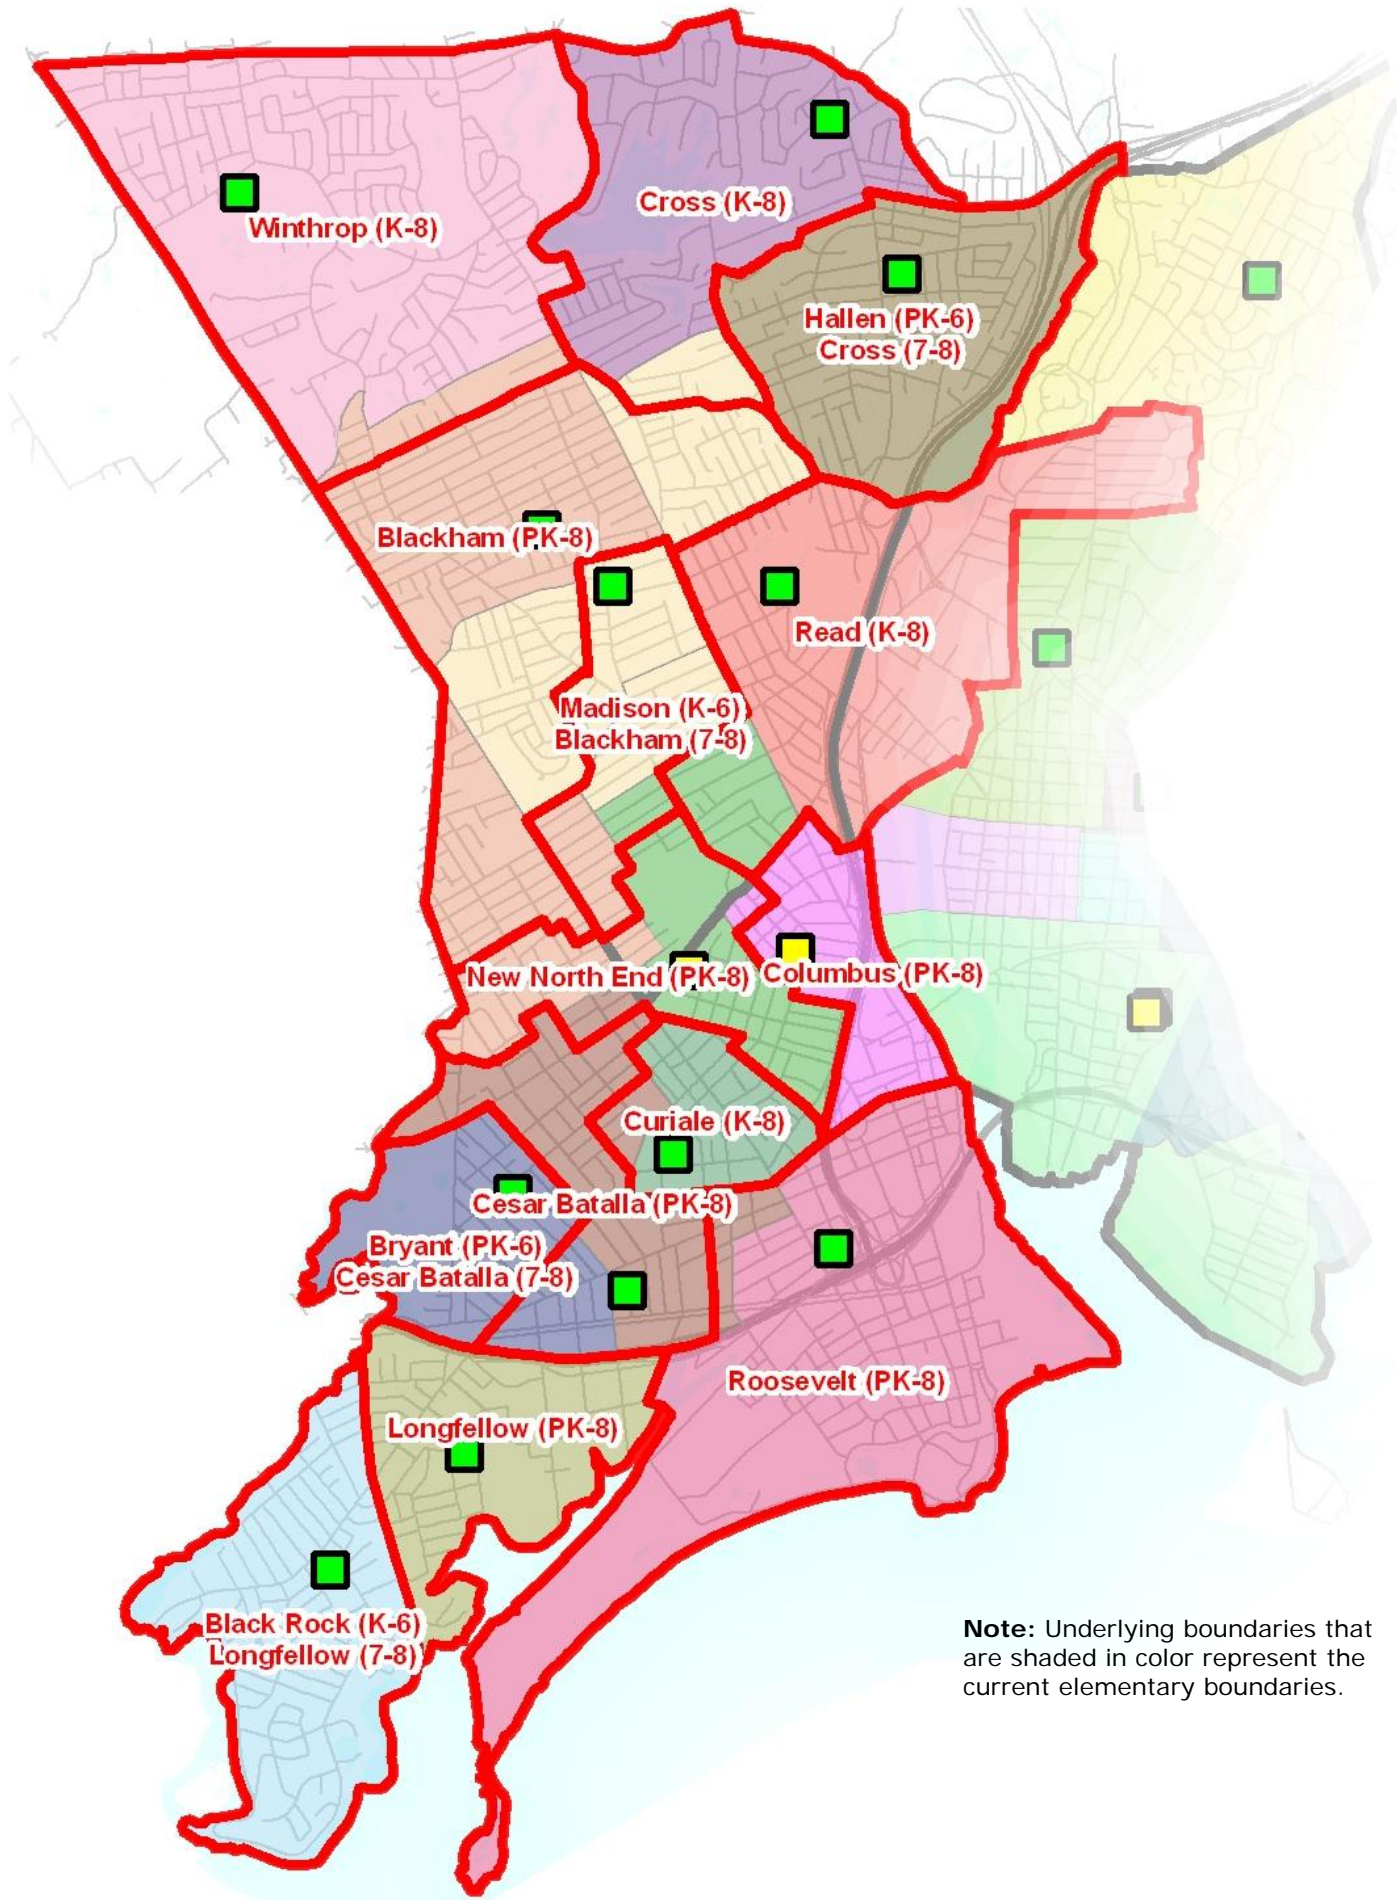 Cross (K-8)
Winthrop (K-8)
Hallen (PK-6)
Cross (7-8)
Blackham (PK-8)
Read (K-8)
Madison (K-6)
Blackham (7-8)
New North End (PK-8)
Columbus (PK-8)
Curiale (K-8)
Cesar Batalla (PK-8)
Bryant (PK-6)
Cesar Batalla (7-8)
Roosevelt (PK-8)
Longfellow (PK-8)
Black Rock (K-6)
Longfellow (7-8)
Note: Underlying boundaries that
are shaded in color represent the
current elementary boundaries.